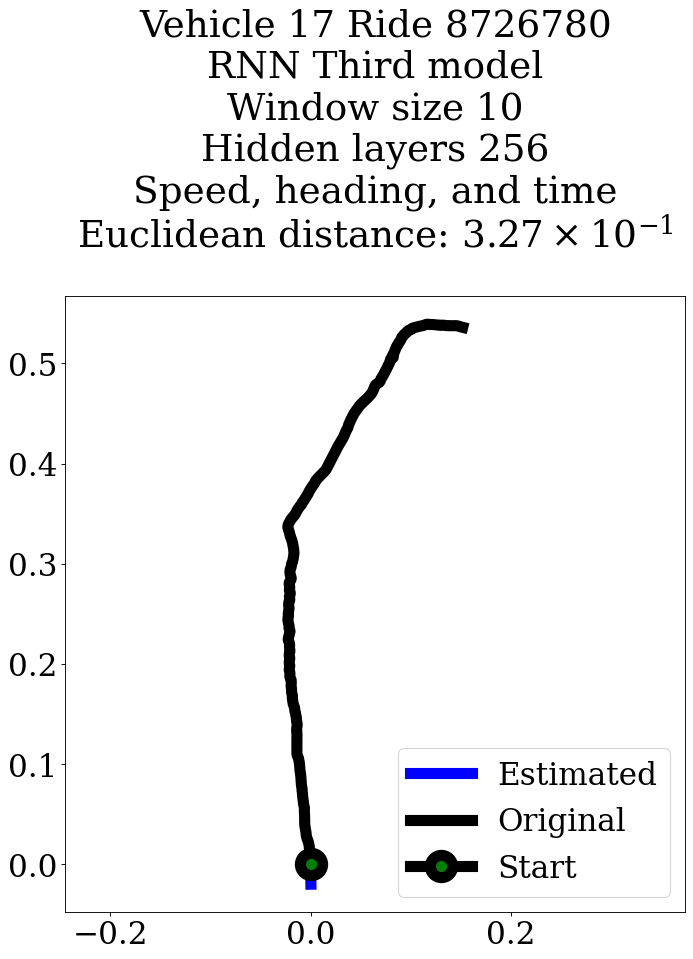 Vehicle 17 Ride 8726780
RNN Third model
Window size 10
Hidden layers 256
Speed, heading, and time
Euclidean distance: 3.27 × 10⁻¹
0.5
0.4
0.3
0.2
0.1
0.0
−0.2
0.0
0.2
Estimated
Original
Start